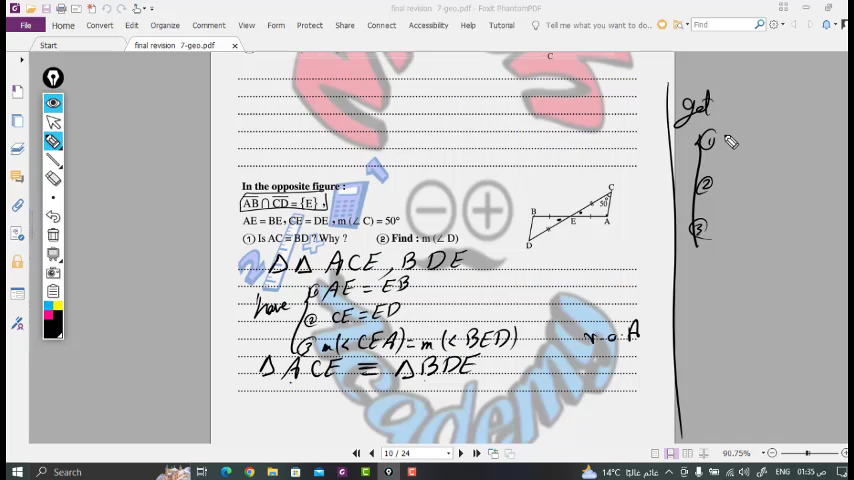 final revision 7-geo.pdf - Foxit PhantomPDF
File Home Convert Edit Organize Comment View Form Protect Share Connect Accessibility Help Tutorial Tell me what you want to do... Find
Start final revision 7-geo.pdf
C
get
① 
②
③
In the opposite figure :
AB ∩ CD = {E} ,
AE = BE , CE = DE , m (∠ C) = 50°
① Is AC = BD ? Why ? ② Find : m (∠ D)
C
50°
B
E
A
D
Δ Δ ACE , BDE
have ① AE = EB
② CE = ED
③ m(< CEA) = m (< BED) v.o.A
Δ ACE ≡ Δ BDE
Academy
10 / 24
90.75%
Search
14°C غائم غالبًا ENG 01:35 ص